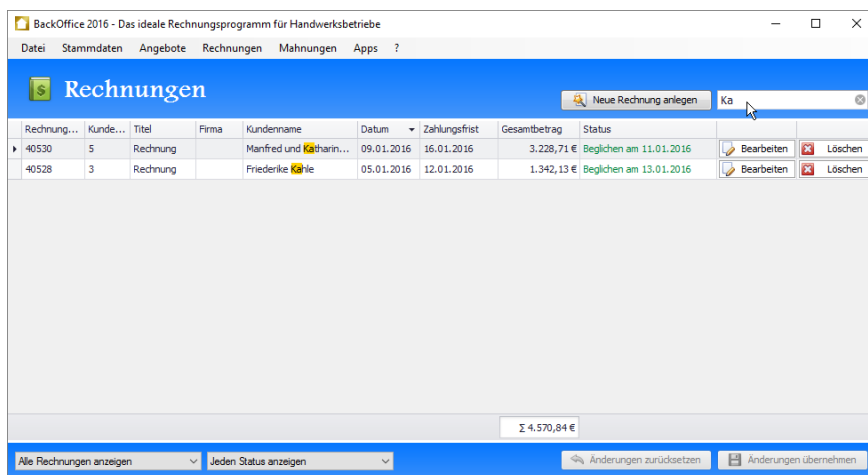 BackOffice 2016 - Das ideale Rechnungsprogramm für Handwerksbetriebe
Datei Stammdaten Angebote Rechnungen Mahnungen Apps ?
Rechnungen
Neue Rechnung anlegen Ka
Rechnung... Kunde... Titel Firma Kundenname Datum Zahlungsfrist Gesamtbetrag Status
40530 5 Rechnung Manfred und Katharin... 09.01.2016 16.01.2016 3.228,71 € Beglichen am 11.01.2016 Bearbeiten Löschen
40528 3 Rechnung Friederike Kahle 05.01.2016 12.01.2016 1.342,13 € Beglichen am 13.01.2016 Bearbeiten Löschen
Σ 4.570,84 €
Alle Rechnungen anzeigen Jeden Status anzeigen Änderungen zurücksetzen Änderungen übernehmen